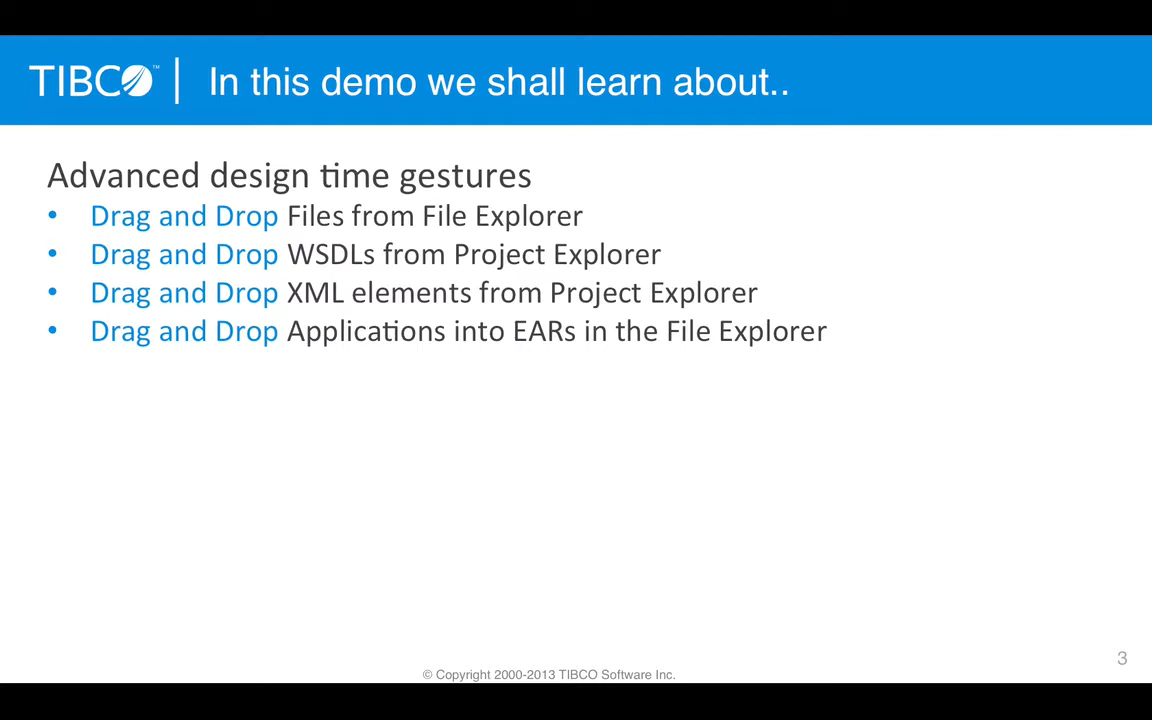 TIBCO™ | In this demo we shall learn about..
Advanced design time gestures
• Drag and Drop Files from File Explorer
• Drag and Drop WSDLs from Project Explorer
• Drag and Drop XML elements from Project Explorer
• Drag and Drop Applications into EARs in the File Explorer
3
© Copyright 2000-2013 TIBCO Software Inc.